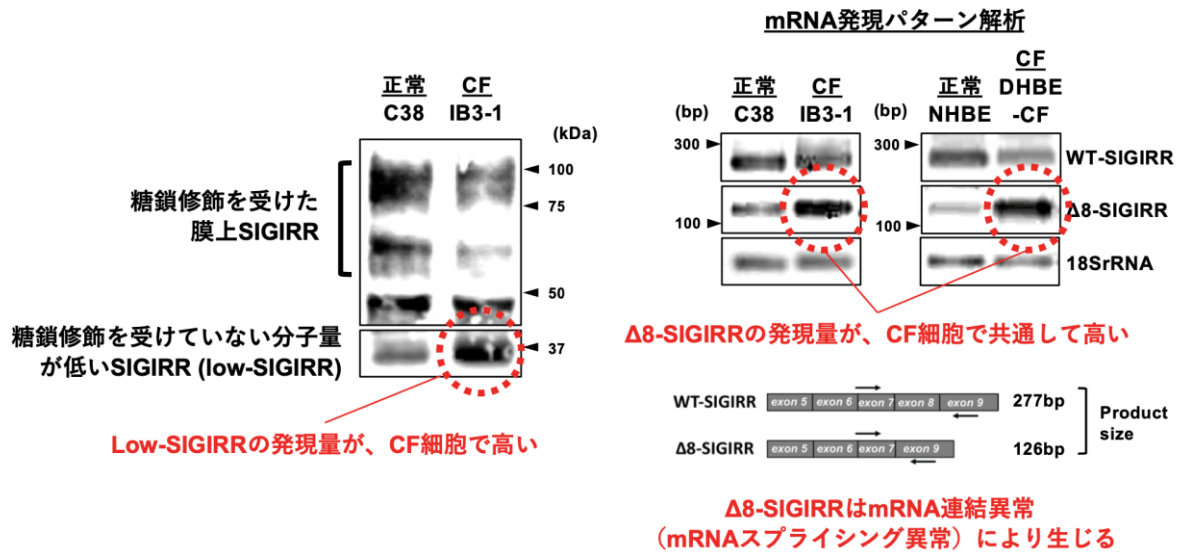 正常
C38
CF
IB3-1
(kDa)
100
75
50
37
糖鎖修飾を受けた
膜上SIGIRR
糖鎖修飾を受けていない分子量
が低いSIGIRR (low-SIGIRR)
Low-SIGIRRの発現量が、CF細胞で高い
mRNA発現パターン解析
(bp)
正常
C38
CF
IB3-1
(bp)
正常
NHBE
CF
DHBE
-CF
300
100
300
100
WT-SIGIRR
Δ8-SIGIRR
18SrRNA
Δ8-SIGIRRの発現量が、CF細胞で共通して高い
WT-SIGIRR
exon 5
exon 6
exon 7
exon 8
exon 9
277bp
Δ8-SIGIRR
exon 5
exon 6
exon 7
exon 9
126bp
Product
size
Δ8-SIGIRRはmRNA連結異常
（mRNAスプライシング異常）により生じる